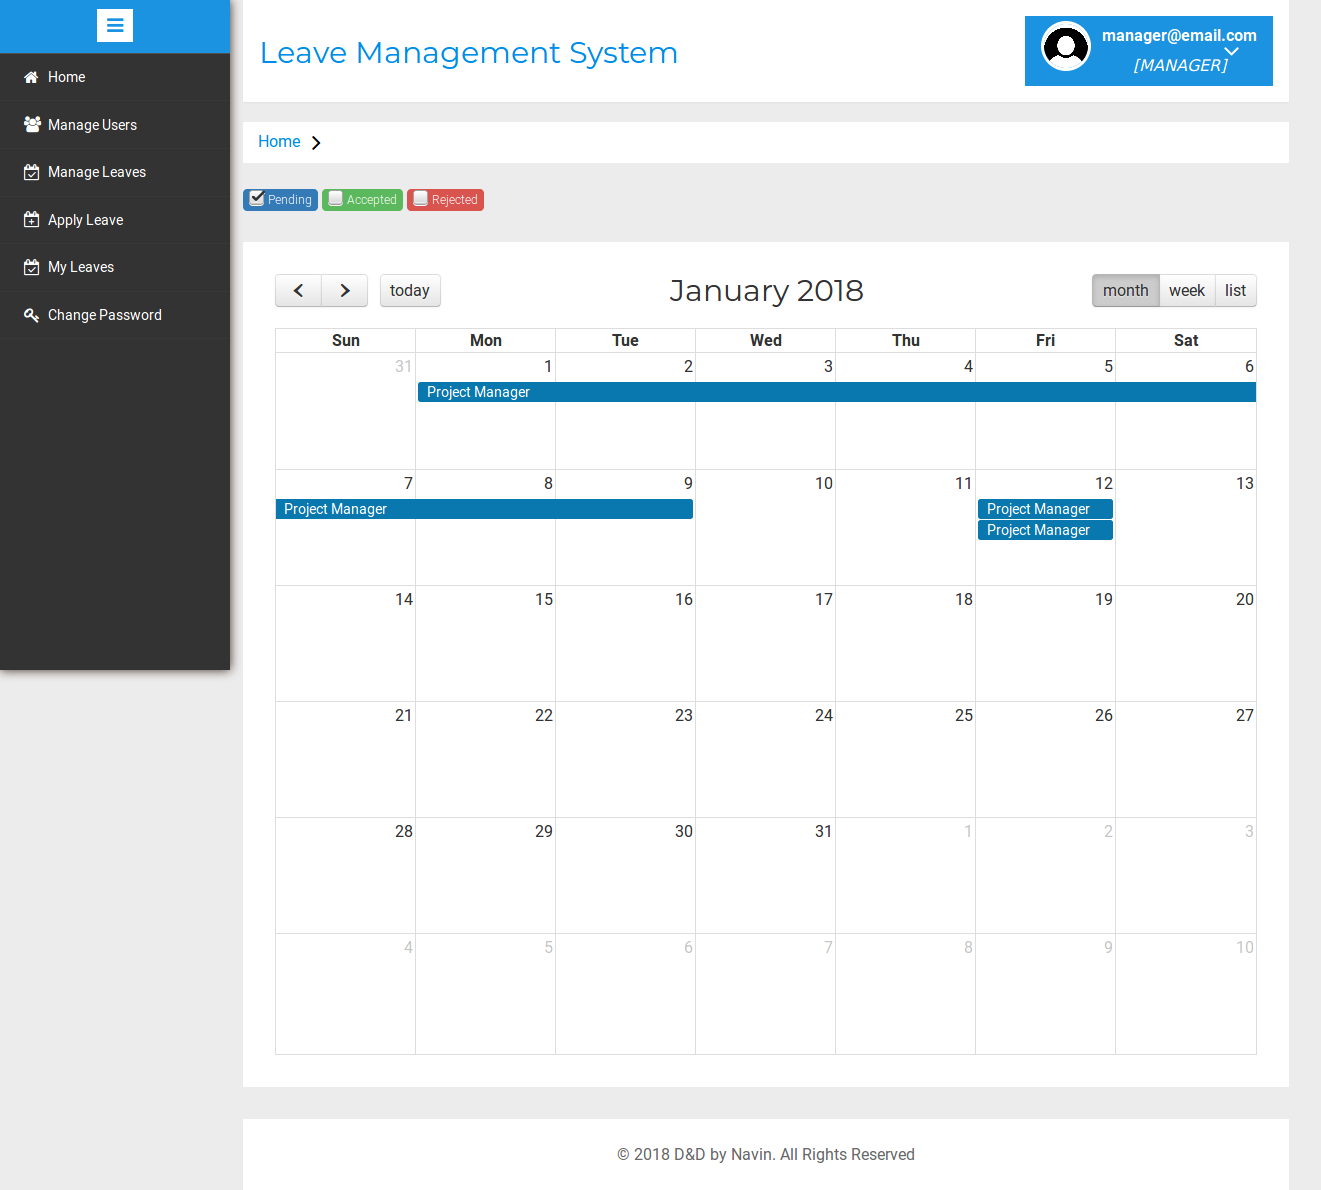 Leave Management System
manager@email.com
[MANAGER]
Home
Manage Users
Manage Leaves
Apply Leave
My Leaves
Change Password
Home
Pending Accepted Rejected
today January 2018 month week list
Sun Mon Tue Wed Thu Fri Sat
31 1 2 3 4 5 6
Project Manager
7 8 9 10 11 12 13
Project Manager Project Manager
Project Manager
14 15 16 17 18 19 20
21 22 23 24 25 26 27
28 29 30 31 1 2 3
4 5 6 7 8 9 10
© 2018 D&D by Navin. All Rights Reserved